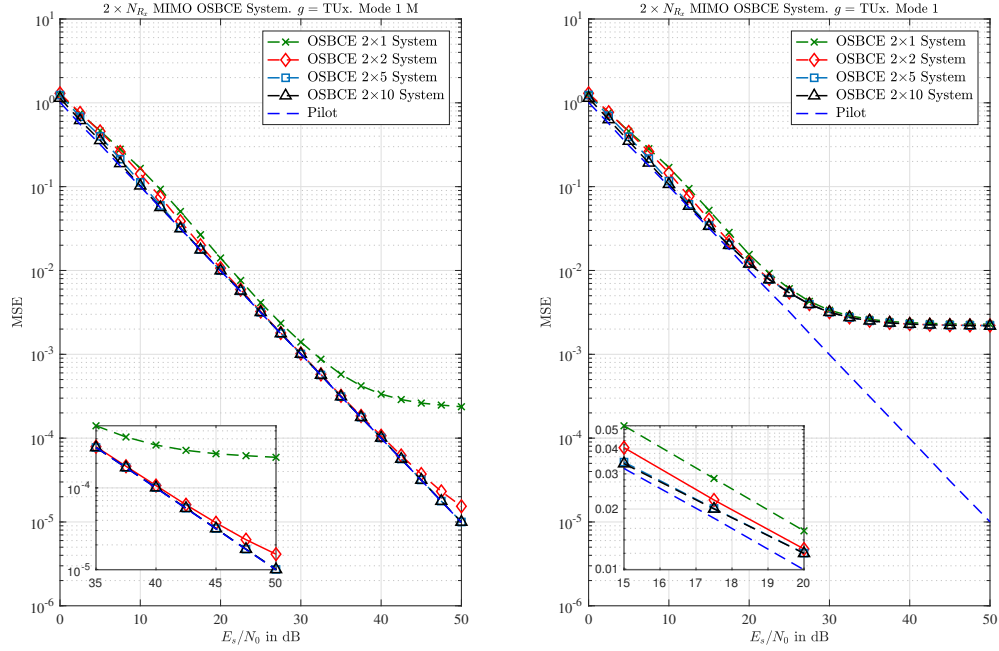 2 × N_{R_x} MIMO OSBCE System. g = TUx. Mode 1 M
OSBCE 2×1 System
OSBCE 2×2 System
OSBCE 2×5 System
OSBCE 2×10 System
Pilot
MSE
10^1
10^0
10^{-1}
10^{-2}
10^{-3}
10^{-4}
10^{-5}
10^{-6}
0 10 20 30 40 50
E_s/N_0 in dB
10^{-4}
10^{-5}
35 40 45 50
2 × N_{R_x} MIMO OSBCE System. g = TUx. Mode 1
OSBCE 2×1 System
OSBCE 2×2 System
OSBCE 2×5 System
OSBCE 2×10 System
Pilot
MSE
10^1
10^0
10^{-1}
10^{-2}
10^{-3}
10^{-4}
10^{-5}
10^{-6}
0 10 20 30 40 50
E_s/N_0 in dB
0.05
0.03
0.02
0.01
15 16 17 18 19 20